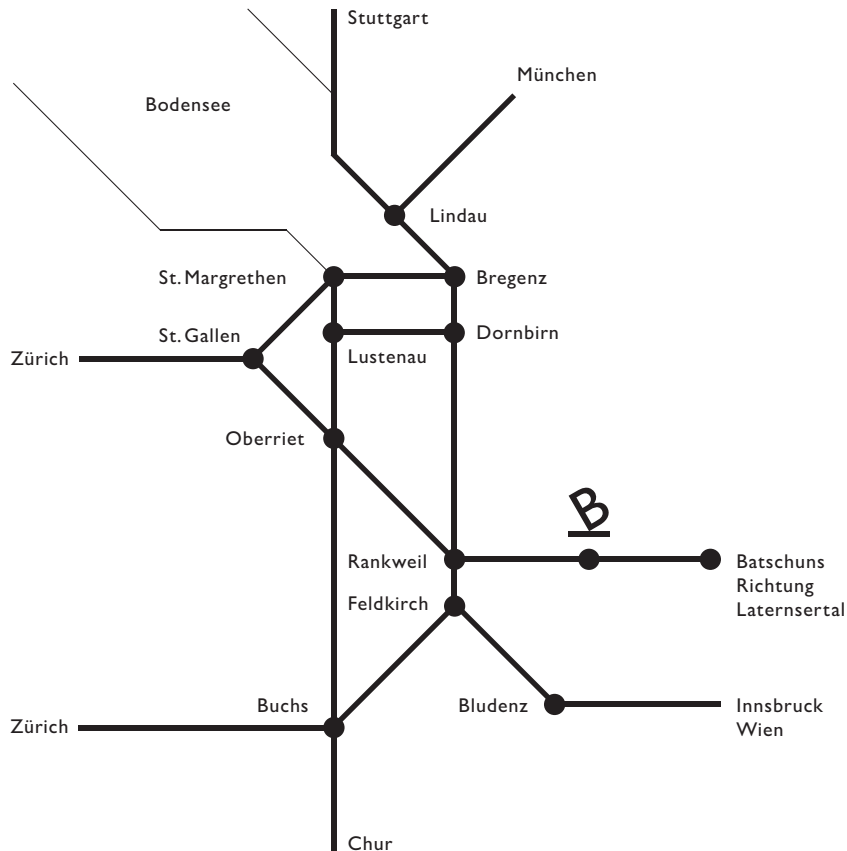 Stuttgart
München
Bodensee
Lindau
St. Margrethen
Bregenz
St. Gallen
Dornbirn
Zürich
Lustenau
Oberriet
B
Rankweil
Batschuns
Richtung
Laternsertal
Feldkirch
Buchs
Bludenz
Innsbruck
Wien
Zürich
Chur